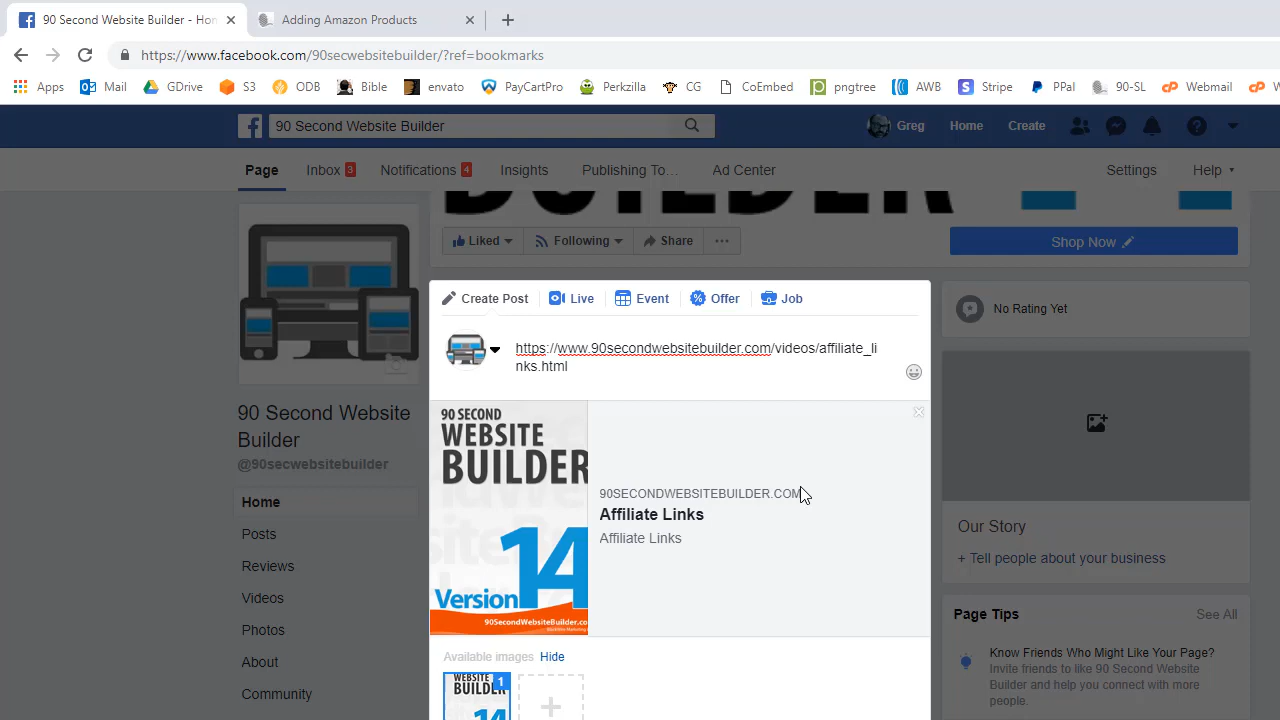 90 Second Website Builder - Hon
Adding Amazon Products
https://www.facebook.com/90secwebsitebuilder/?ref=bookmarks
Apps Mail GDrive S3 ODB Bible envato PayCartPro Perkzilla CG CoEmbed pngtree AWB Stripe PPal 90-SL Webmail W
90 Second Website Builder
Greg Home Create
Page Inbox 3 Notifications 4 Insights Publishing To... Ad Center Settings Help
BUILDER
Liked Following Share
Shop Now
Create Post Live Event Offer Job
https://www.90secondwebsitebuilder.com/videos/affiliate_li
nks.html
No Rating Yet
90 SECOND
WEBSITE
BUILDER
14
Version
90SecondWebsiteBuilder.co
90SECONDWEBSITEBUILDER.COM
Affiliate Links
Affiliate Links
90 Second Website
Builder
@90secwebsitebuilder
Home
Posts
Reviews
Videos
Photos
About
Community
Our Story
+ Tell people about your business
Page Tips See All
Know Friends Who Might Like Your Page?
Invite friends to like 90 Second Website
Builder and help you connect with more
people.
Available images Hide
WEBSITE
BUILDER
14
1